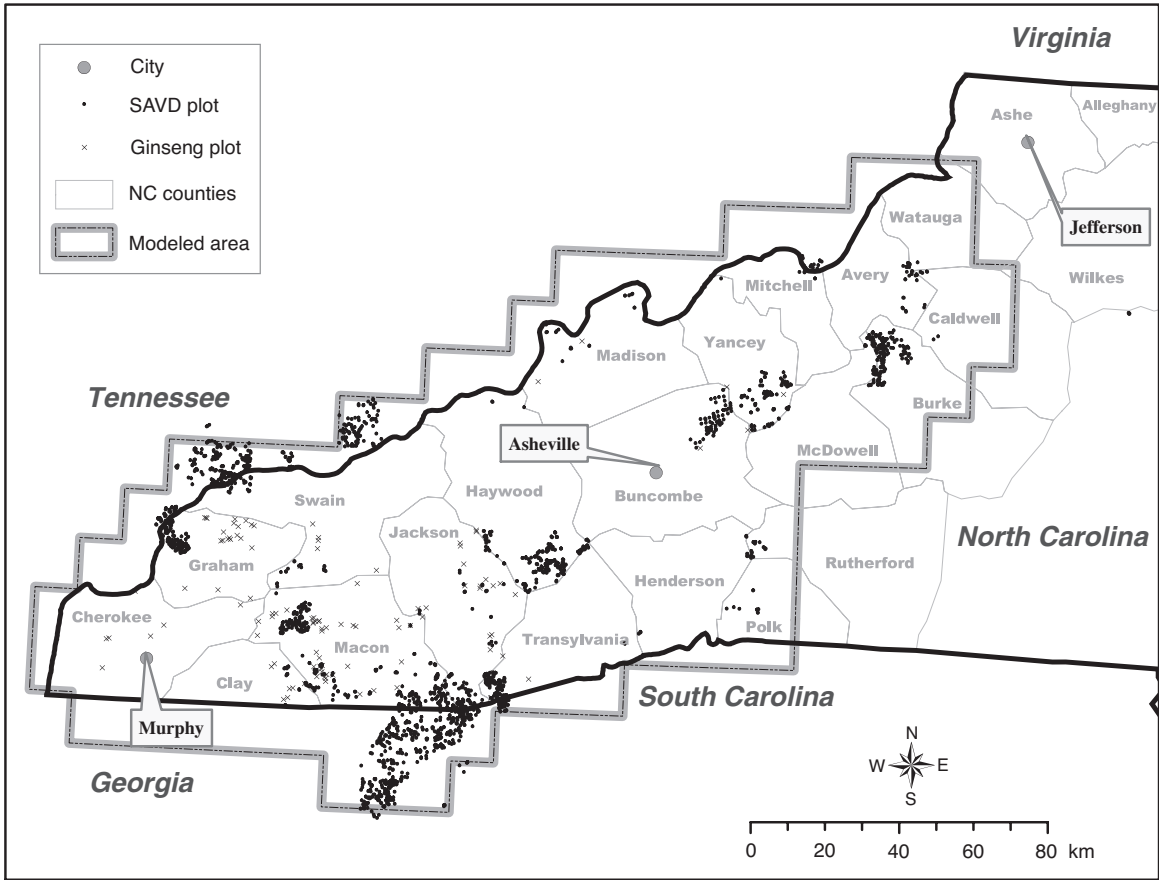 Virginia
City
SAVD plot
Ginseng plot
NC counties
Modeled area
Ashe
Alleghany
Jefferson
Watauga
Wilkes
Mitchell
Avery
Caldwell
Yancey
Madison
Tennessee
Burke
Asheville
McDowell
Swain
Haywood
Buncombe
Jackson
North Carolina
Graham
Henderson
Rutherford
Cherokee
Macon
Transylvania
Polk
Clay
South Carolina
Murphy
Georgia
N
W E
S
0 20 40 60 80 km